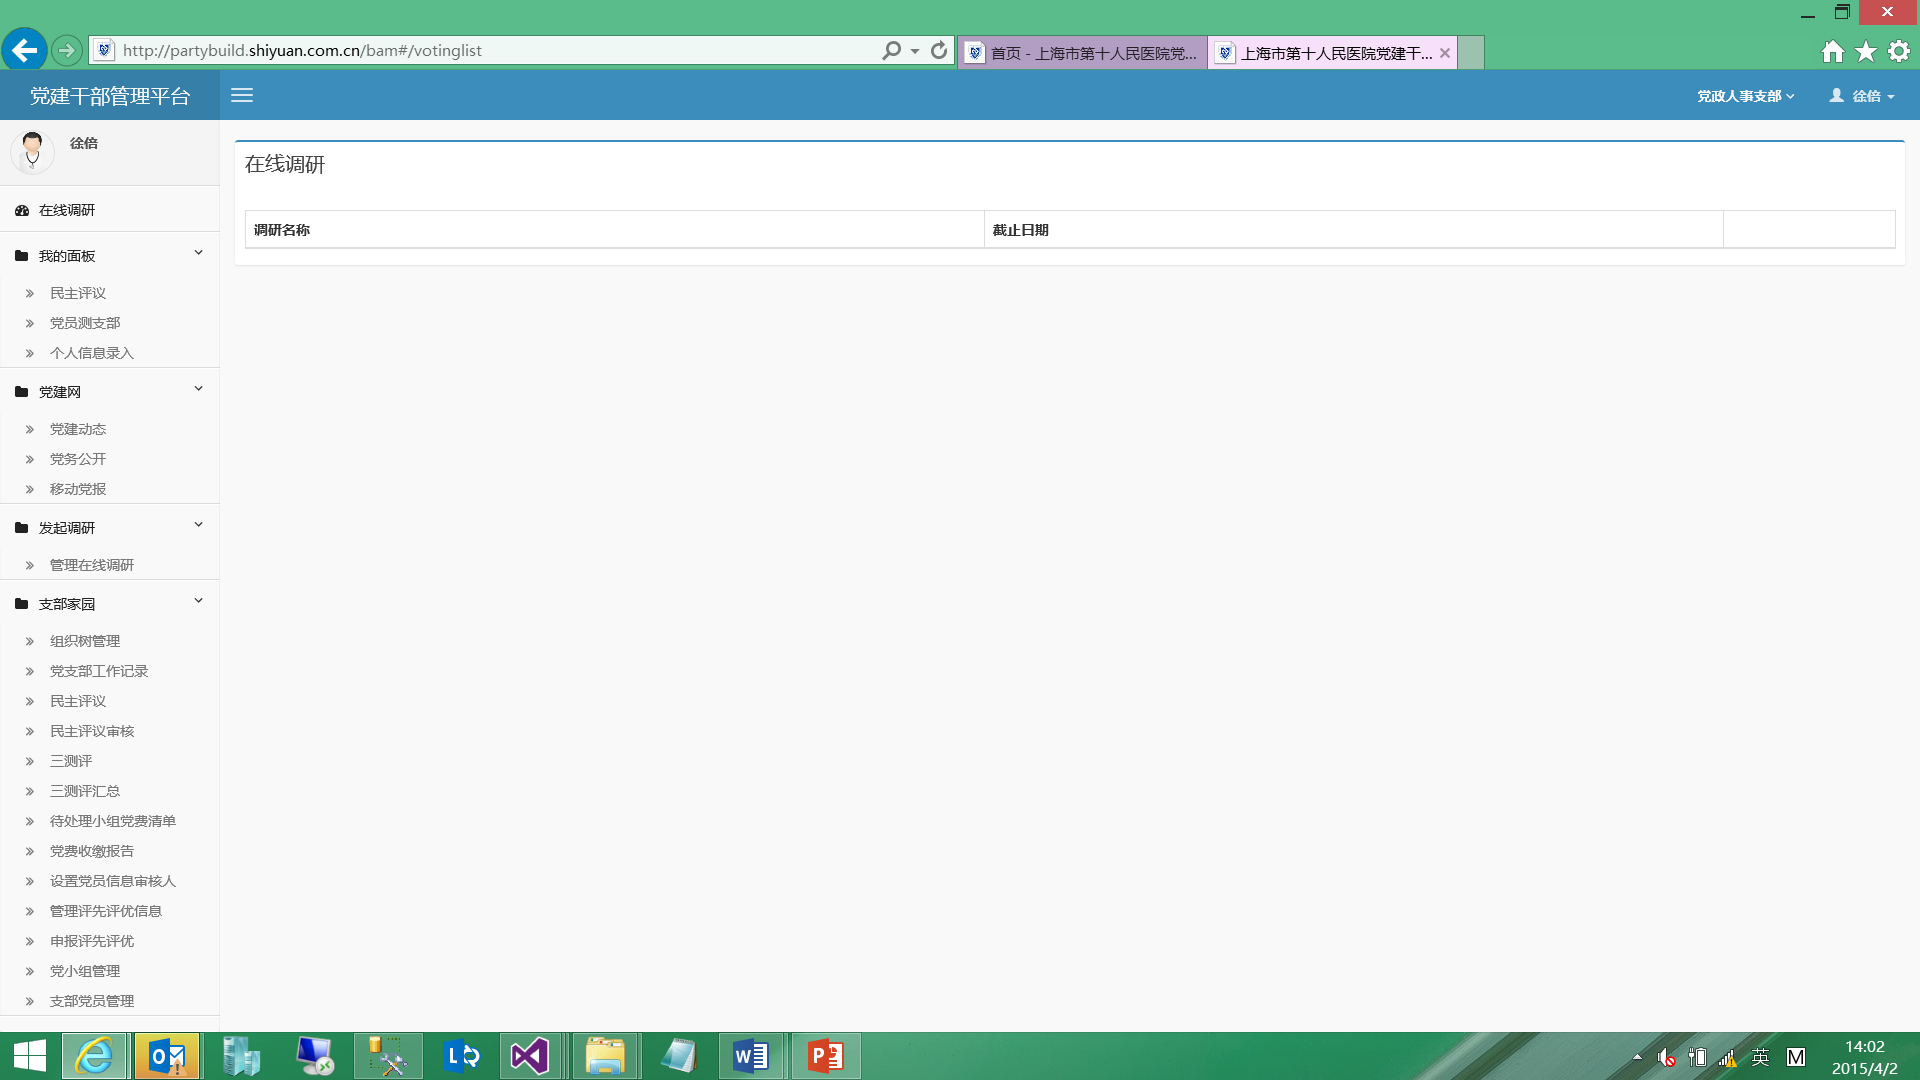 http://partybuild.shiyuan.com.cn/bam#/votinglist
首页 - 上海市第十人民医院党...
上海市第十人民医院党建干...
党建干部管理平台
党政人事支部
徐倍
徐倍
在线调研
我的面板
民主评议
党员测支部
个人信息录入
党建网
党建动态
党务公开
移动党报
发起调研
管理在线调研
支部家园
组织树管理
党支部工作记录
民主评议
民主评议审核
三测评
三测评汇总
待处理小组党费清单
党费收缴报告
设置党员信息审核人
管理评先评优信息
申报评先评优
党小组管理
支部党员管理
在线调研
调研名称
截止日期
英
M
14:02
2015/4/2